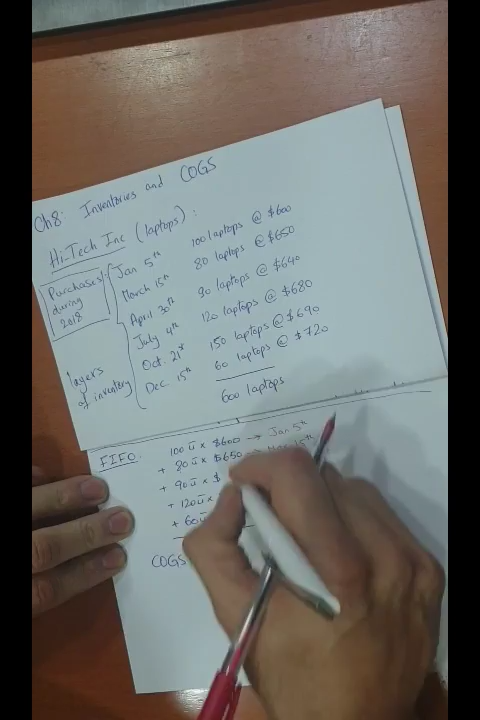 Ch8: Inventories and COGS
Hi-Tech Inc (laptops):
Purchases
during
2018
layers
of inventory
Jan 5th 100 laptops @ $600
March 15th 80 laptops @ $650
April 30th 90 laptops @ $640
July 4th 120 laptops @ $680
Oct. 21st 150 laptops @ $690
Dec. 15th 60 laptops @ $720
600 laptops
FIFO:
100 u x $600 → Jan 5th
+ 80 u x $650 → 15th
+ 90 u x $
+ 120 u x
+ 60
COGS